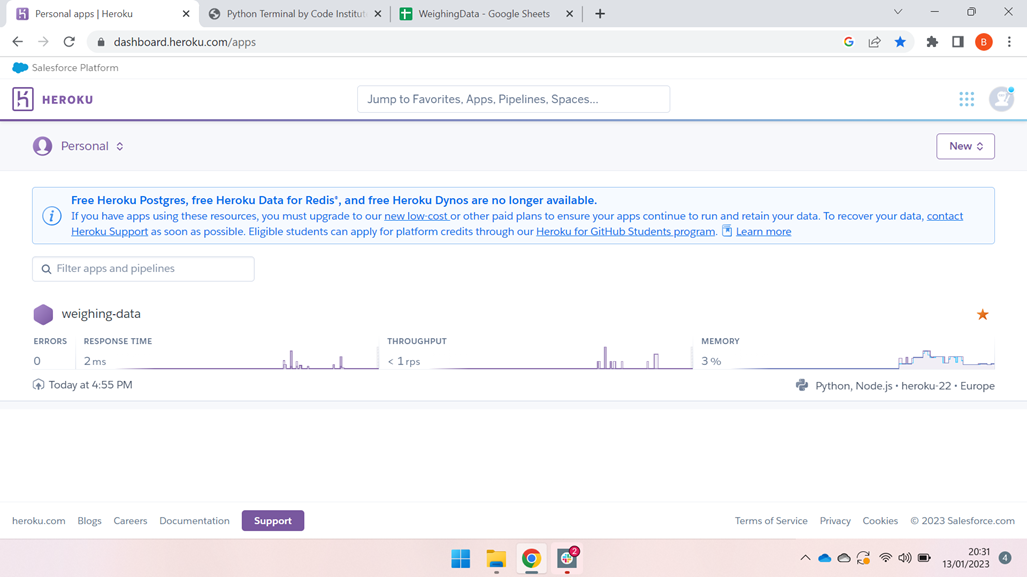 Personal apps | Heroku
Python Terminal by Code Institut
WeighingData - Google Sheets
dashboard.heroku.com/apps
B
Salesforce Platform
HEROKU
Jump to Favorites, Apps, Pipelines, Spaces...
Personal
New
Free Heroku Postgres, free Heroku Data for Redis®, and free Heroku Dynos are no longer available.
If you have apps using these resources, you must upgrade to our new low-cost or other paid plans to ensure your apps continue to run and retain your data. To recover your data, contact
Heroku Support as soon as possible. Eligible students can apply for platform credits through our Heroku for GitHub Students program. Learn more
Filter apps and pipelines
weighing-data
ERRORS RESPONSE TIME THROUGHPUT MEMORY
0 2 ms < 1 rps 3 %
Today at 4:55 PM
Python, Node.js • heroku-22 • Europe
heroku.com Blogs Careers Documentation Support Terms of Service Privacy Cookies © 2023 Salesforce.com
2
20:31
13/01/2023
4